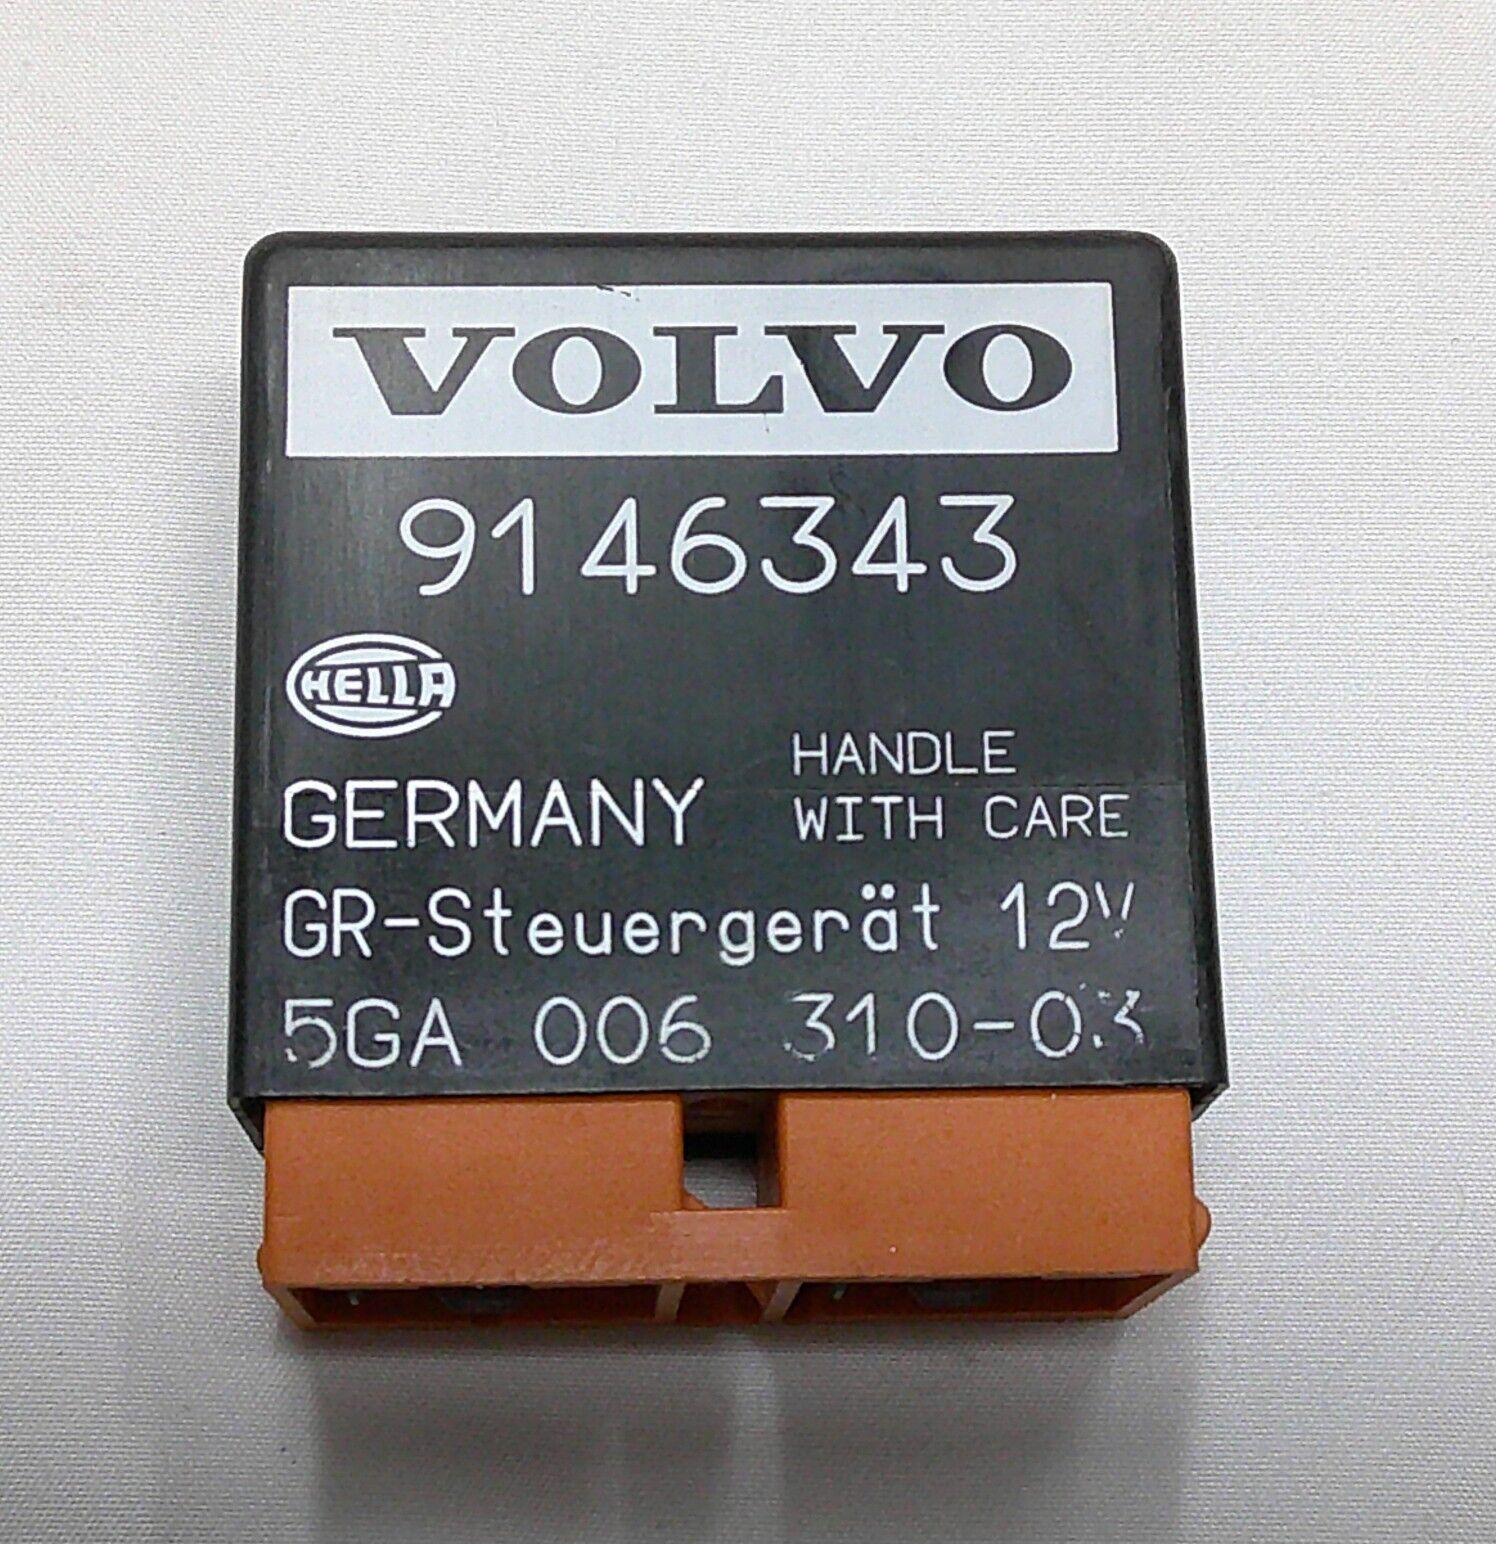 VOLVO
9146343
HELLA
HANDLE
GERMANY WITH CARE
GR-Steuergerät 12V
5GA 006 310-03